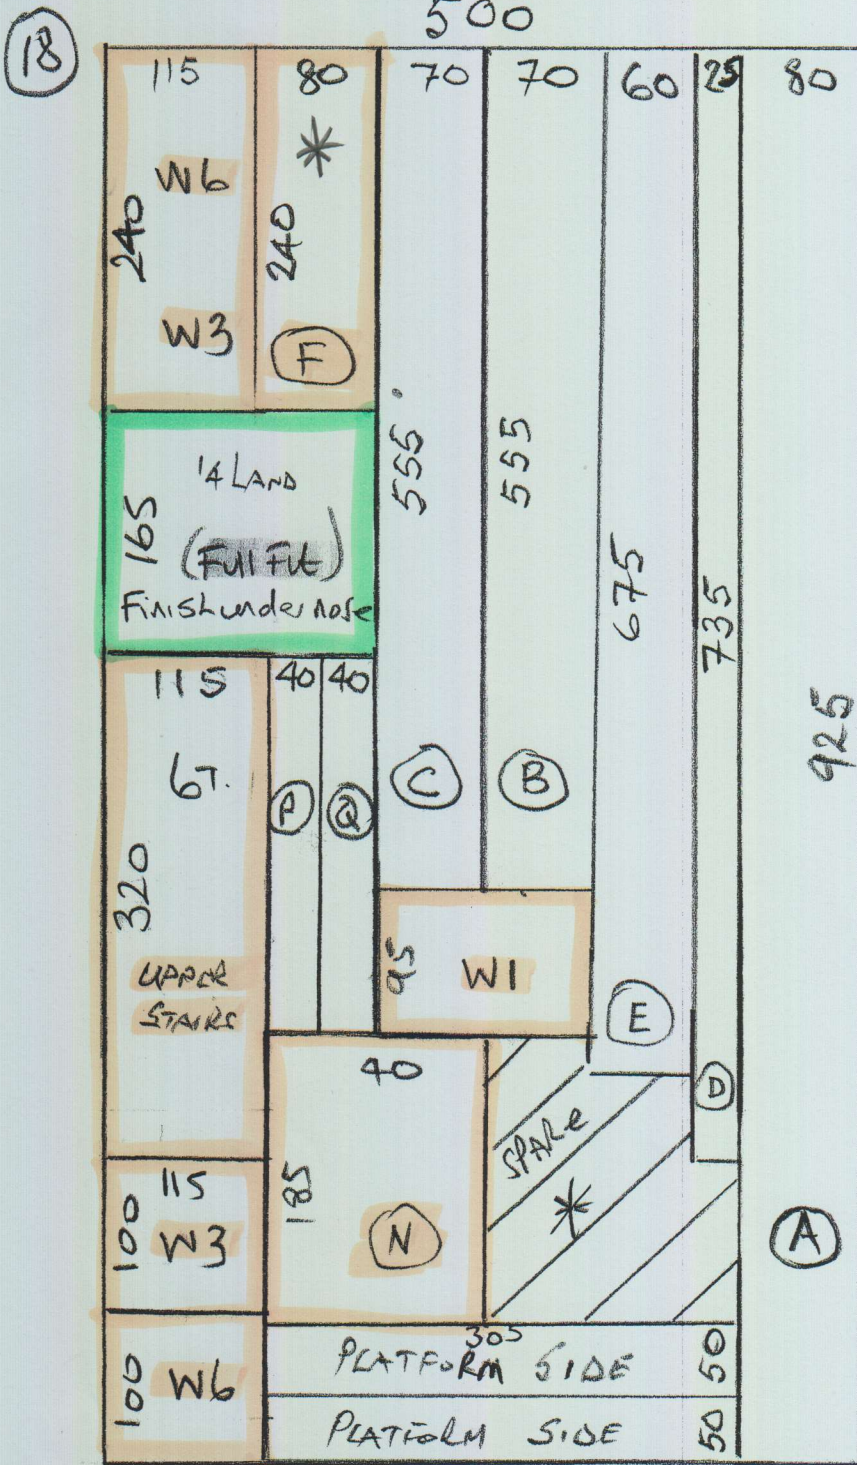 500
18
115
80
70
70
60
25
80
*
W6
240
240
W3
F
555
555
1/4 LAND
165
(Full Fit)
Finish under nose
675
735
925
115
40
40
6T.
P
Q
C
B
320
UPPER
STAIRS
95
W1
E
40
D
SPARE
*
185
N
A
115
100
W3
305
PLATFORM SIDE
50
100
W6
PLATFORM SIDE
50